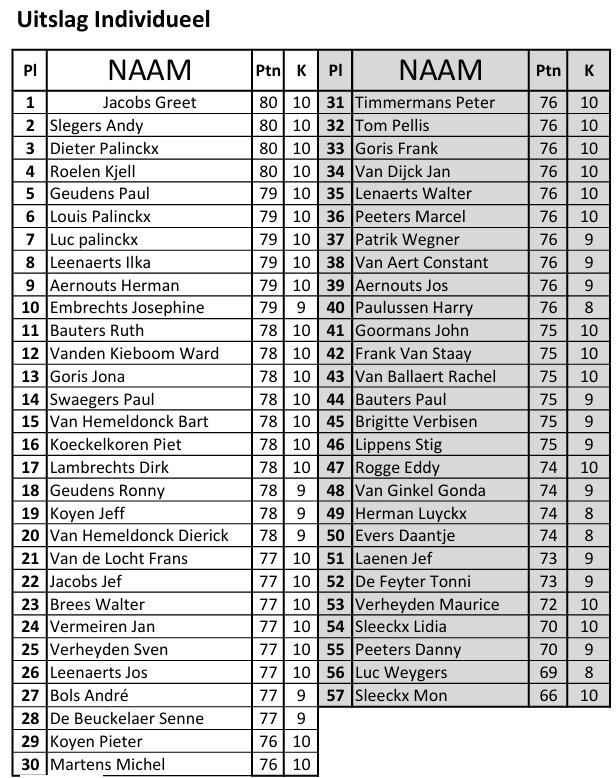 Uitslag Individueel
Pl NAAM Ptn K Pl NAAM Ptn K
1 Jacobs Greet 80 10 31 Timmermans Peter 76 10
2 Slegers Andy 80 10 32 Tom Pellis 76 10
3 Dieter Palinckx 80 10 33 Goris Frank 76 10
4 Roelen Kjell 80 10 34 Van Dijck Jan 76 10
5 Geudens Paul 79 10 35 Lenaerts Walter 76 10
6 Louis Palinckx 79 10 36 Peeters Marcel 76 10
7 Luc palinckx 79 10 37 Patrik Wegner 76 9
8 Leenaerts Ilka 79 10 38 Van Aert Constant 76 9
9 Aernouts Herman 79 10 39 Aernouts Jos 76 9
10 Embrechts Josephine 79 9 40 Paulussen Harry 76 8
11 Bauters Ruth 78 10 41 Goormans John 75 10
12 Vanden Kieboom Ward 78 10 42 Frank Van Staay 75 10
13 Goris Jona 78 10 43 Van Ballaert Rachel 75 10
14 Swaegers Paul 78 10 44 Bauters Paul 75 9
15 Van Hemeldonck Bart 78 10 45 Brigitte Verbisen 75 9
16 Koeckelkoren Piet 78 10 46 Lippens Stig 75 9
17 Lambrechts Dirk 78 10 47 Rogge Eddy 74 10
18 Geudens Ronny 78 9 48 Van Ginkel Gonda 74 9
19 Koyen Jeff 78 9 49 Herman Luyckx 74 8
20 Van Hemeldonck Dierick 78 9 50 Evers Daantje 74 8
21 Van de Locht Frans 77 10 51 Laenen Jef 73 9
22 Jacobs Jef 77 10 52 De Feyter Tonni 73 9
23 Brees Walter 77 10 53 Verheyden Maurice 72 10
24 Vermeiren Jan 77 10 54 Sleeckx Lidia 70 10
25 Verheyden Sven 77 10 55 Peeters Danny 70 9
26 Leenaerts Jos 77 10 56 Luc Weygers 69 8
27 Bols André 77 9 57 Sleeckx Mon 66 10
28 De Beuckelaer Senne 77 9
29 Koyen Pieter 76 10
30 Martens Michel 76 10